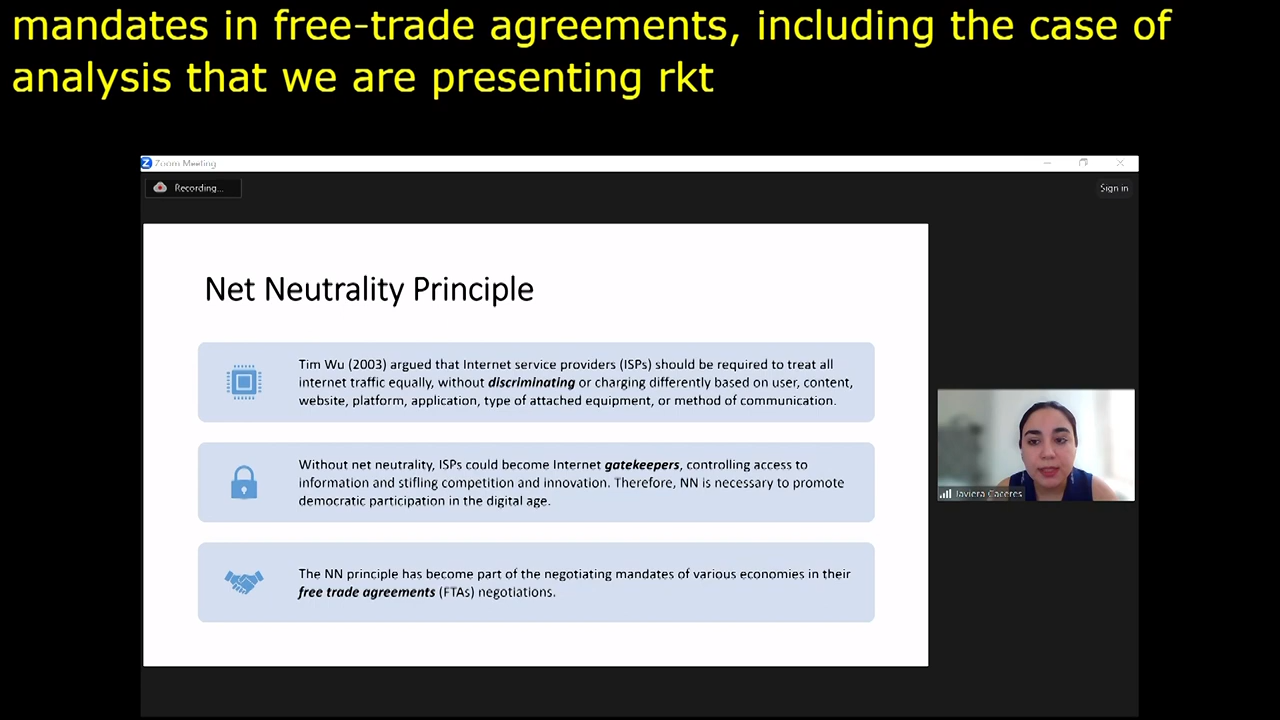 mandates in free-trade agreements, including the case of
analysis that we are presenting rkt
Zoom Meeting
Recording...
Sign in
Net Neutrality Principle
Tim Wu (2003) argued that Internet service providers (ISPs) should be required to treat all
internet traffic equally, without discriminating or charging differently based on user, content,
website, platform, application, type of attached equipment, or method of communication.
Without net neutrality, ISPs could become Internet gatekeepers, controlling access to
information and stifling competition and innovation. Therefore, NN is necessary to promote
democratic participation in the digital age.
The NN principle has become part of the negotiating mandates of various economies in their
free trade agreements (FTAs) negotiations.
Javiera Caceres